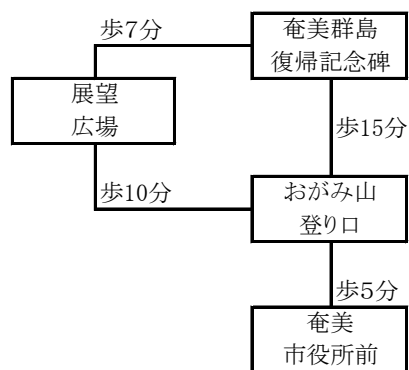 歩7分
奄美群島
復帰記念碑
展望
広場
歩15分
歩10分
おがみ山
登り口
歩5分
奄美
市役所前